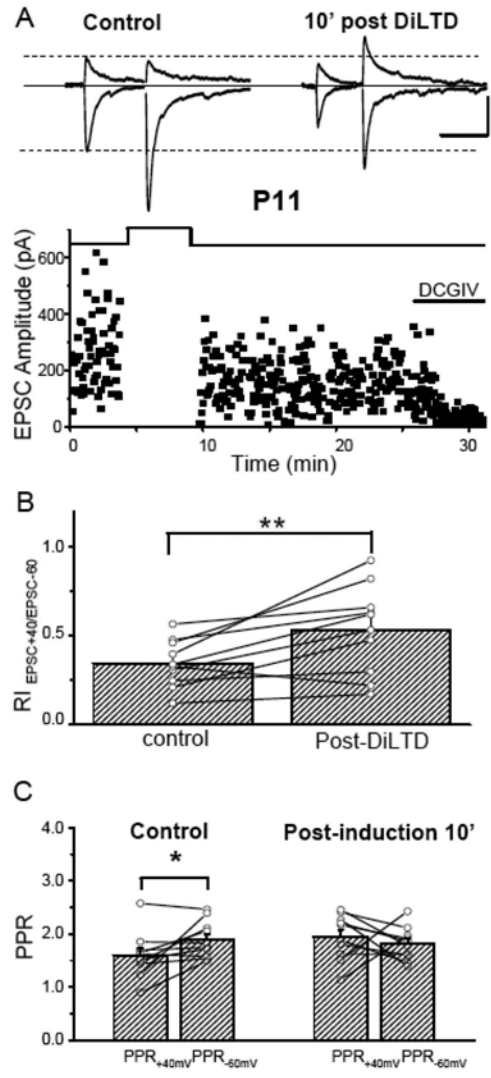 A
Control
10' post DiLTD
P11
EPSC Amplitude (pA)
600
400
200
0
DCGIV
0
10
20
30
Time (min)
B
**
RI EPSC+40/EPSC-60
1.0
0.5
0.0
control
Post-DiLTD
C
Control
Post-induction 10'
*
PPR
4.0
3.0
2.0
1.0
0.0
PPR+40mV PPR-60mV
PPR+40mV PPR-60mV